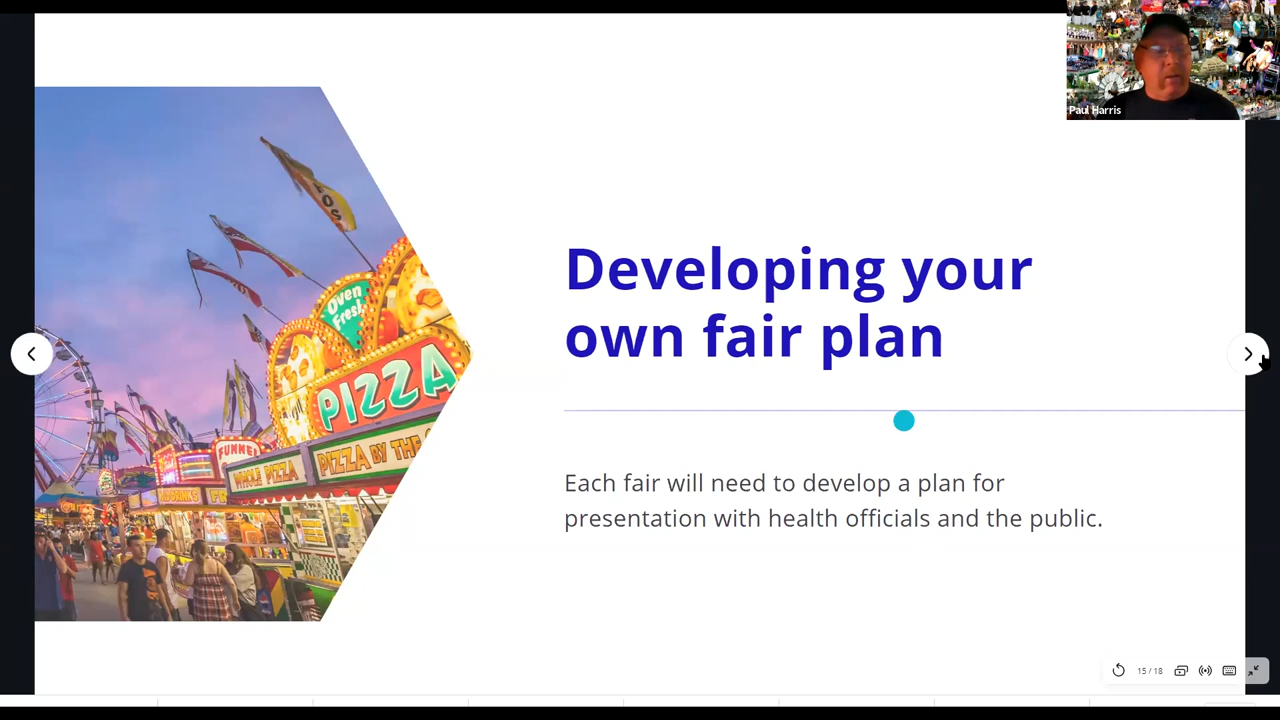 Paul Harris
Developing your
own fair plan
Each fair will need to develop a plan for
presentation with health officials and the public.
Oven
Fresh
PIZZA
FUNNEL
WHOLE PIZZA
PIZZA BY THE
15 / 18